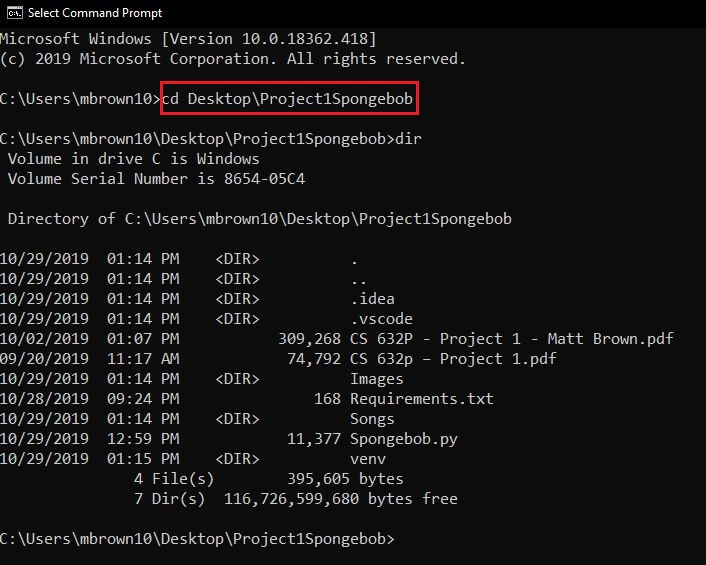 Select Command Prompt
Microsoft Windows [Version 10.0.18362.418]
(c) 2019 Microsoft Corporation. All rights reserved.
C:\Users\mbrown10>cd Desktop\Project1Spongebob
C:\Users\mbrown10\Desktop\Project1Spongebob>dir
Volume in drive C is Windows
Volume Serial Number is 8654-05C4
Directory of C:\Users\mbrown10\Desktop\Project1Spongebob
10/29/2019  01:14 PM    <DIR>          .
10/29/2019  01:14 PM    <DIR>          ..
10/29/2019  01:14 PM    <DIR>          .idea
10/29/2019  01:14 PM    <DIR>          .vscode
10/02/2019  01:07 PM           309,268 CS 632P - Project 1 - Matt Brown.pdf
09/20/2019  11:17 AM            74,792 CS 632p – Project 1.pdf
10/29/2019  01:14 PM    <DIR>          Images
10/28/2019  09:24 PM               168 Requirements.txt
10/29/2019  01:14 PM    <DIR>          Songs
10/29/2019  12:59 PM            11,377 Spongebob.py
10/29/2019  01:15 PM    <DIR>          venv
4 File(s)        395,605 bytes
7 Dir(s)  116,726,599,680 bytes free
C:\Users\mbrown10\Desktop\Project1Spongebob>